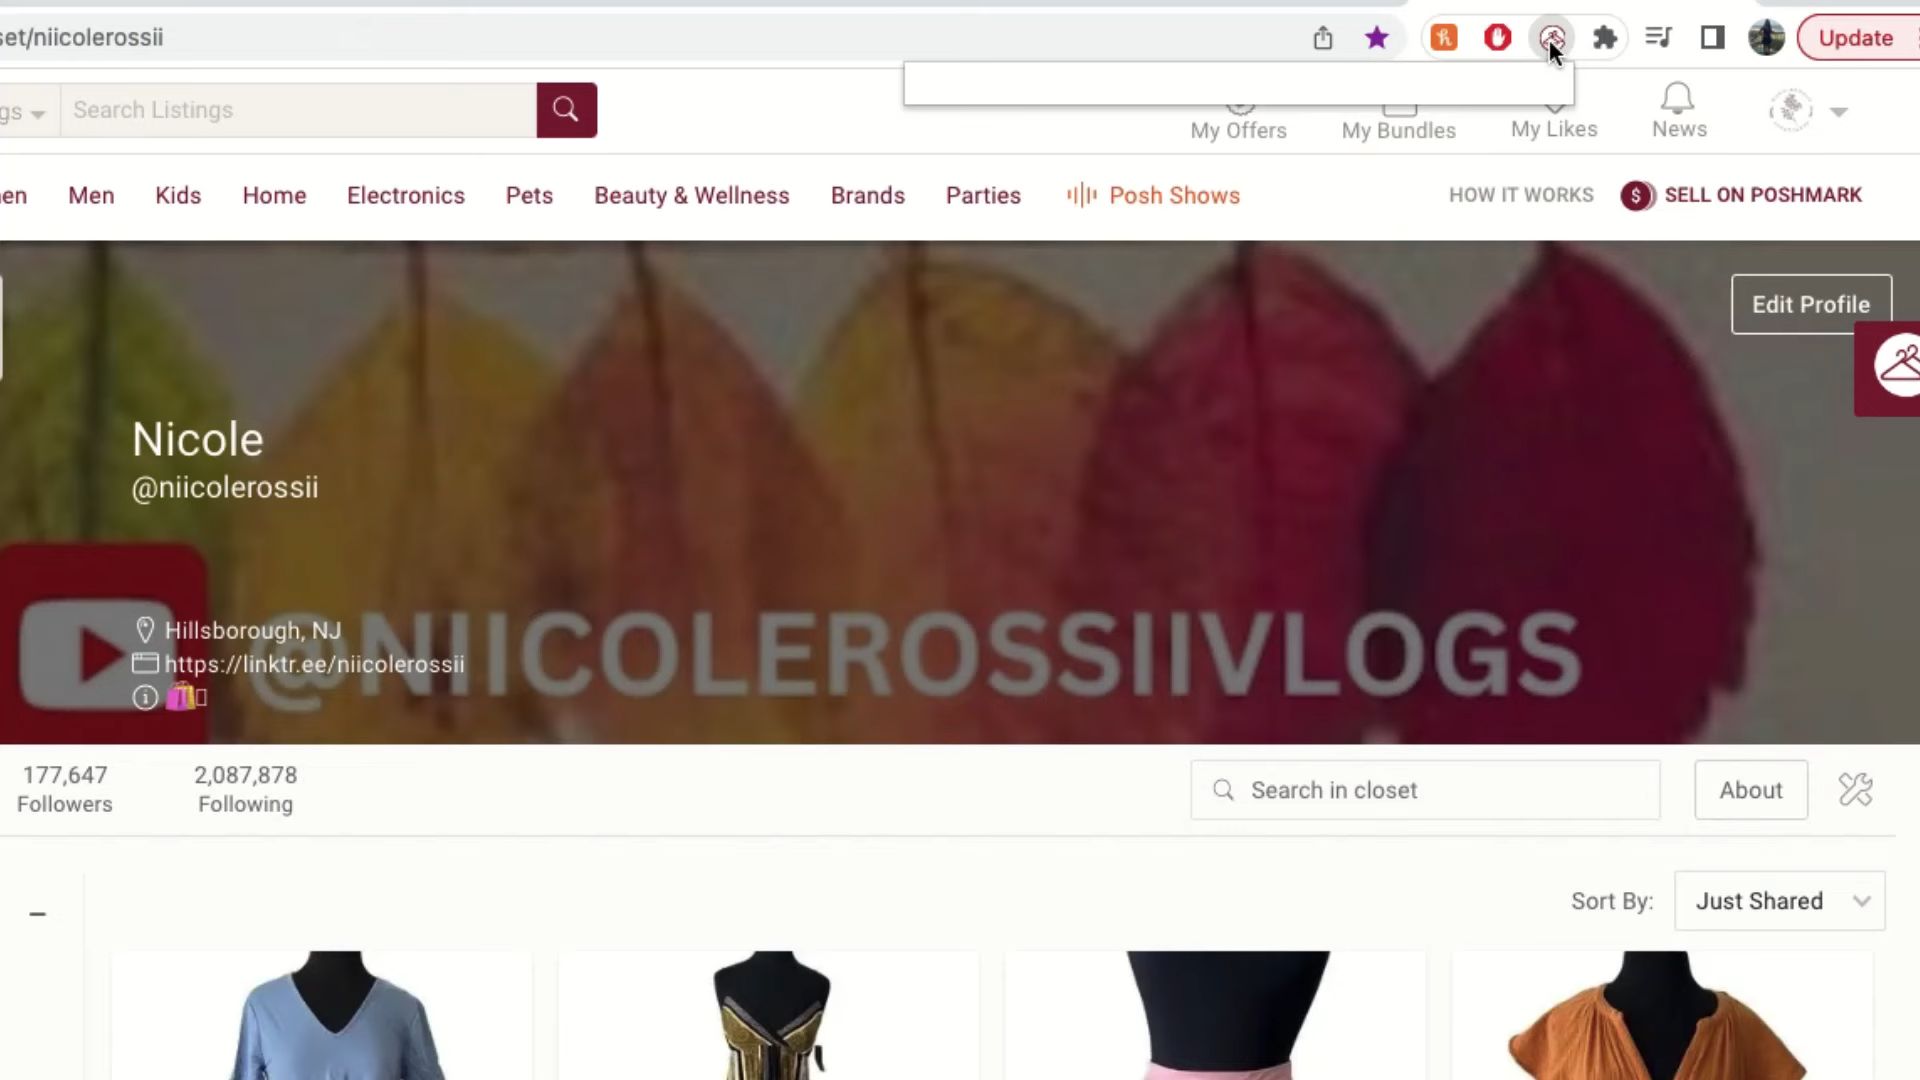 set/niicolerossii
Update
gs
Search Listings
My Offers
My Bundles
My Likes
News
en
Men
Kids
Home
Electronics
Pets
Beauty & Wellness
Brands
Parties
Posh Shows
HOW IT WORKS
$
SELL ON POSHMARK
Edit Profile
Nicole
@niicolerossii
Hillsborough, NJ
https://linktr.ee/niicolerossii
@NIICOLEROSSIIVLOGS
177,647
Followers
2,087,878
Following
Search in closet
About
Sort By:
Just Shared